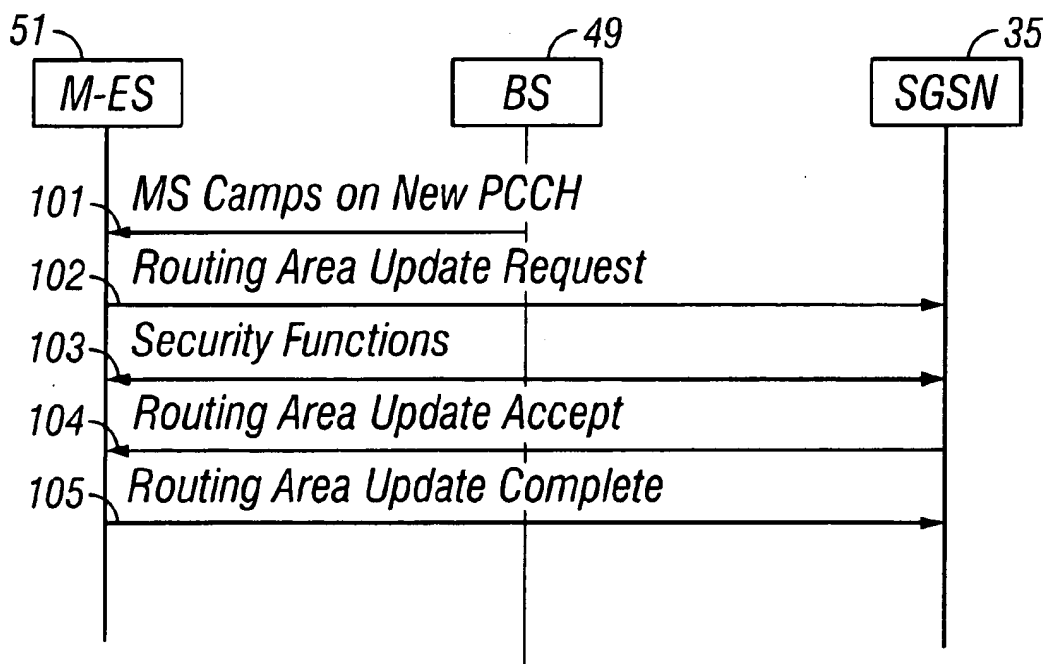 51 49 35
M-ES BS SGSN
101 MS Camps on New PCCH
102 Routing Area Update Request
103 Security Functions
104 Routing Area Update Accept
105 Routing Area Update Complete